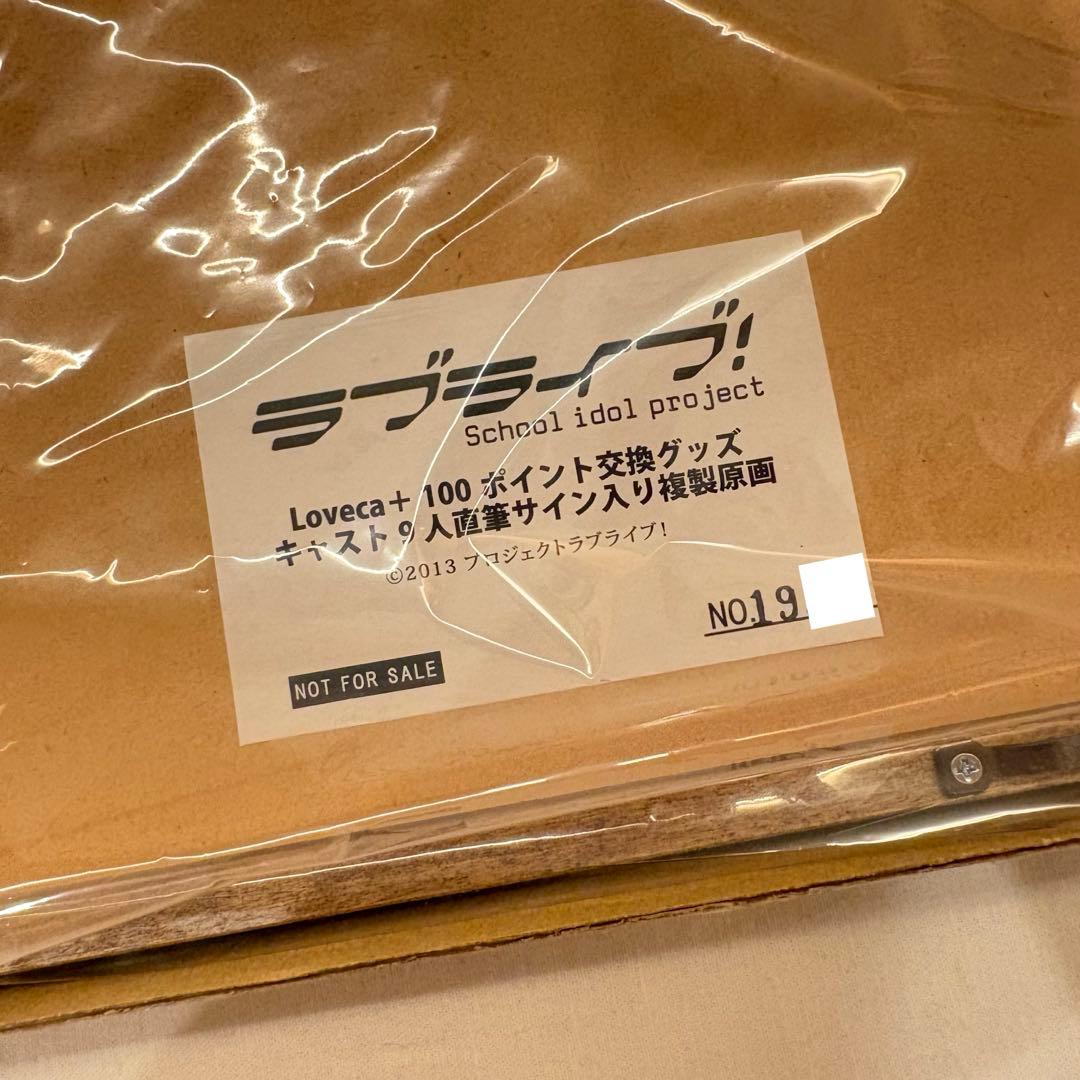 ラブライブ!
School idol project
Loveca＋ 100 ポイント交換グッズ
キャスト9人直筆サイン入り複製原画
©2013 プロジェクトラブライブ!
NO.19
NOT FOR SALE